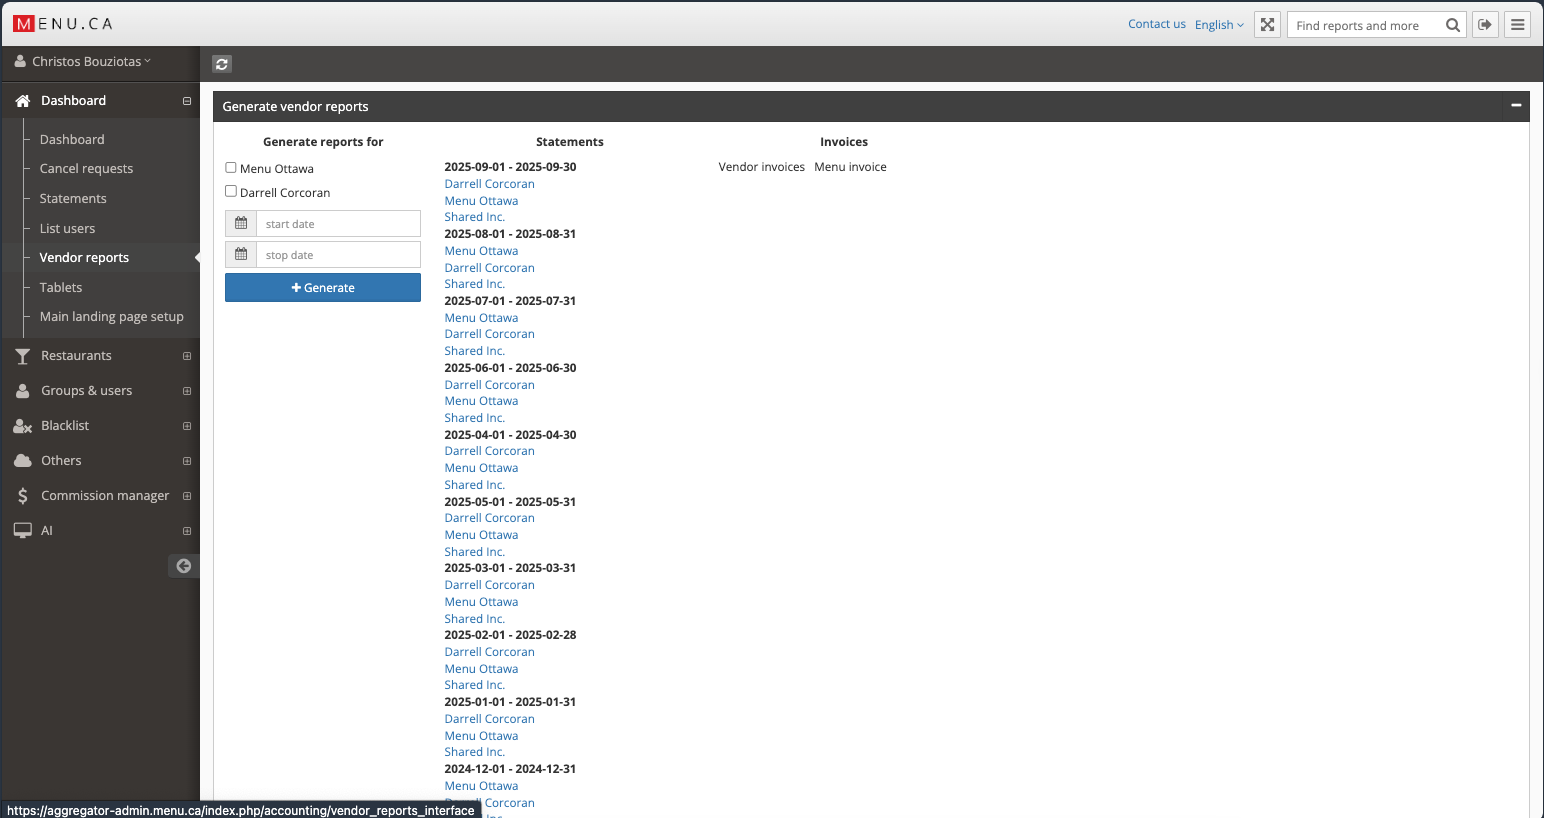 MENU.CA
Contact us
English
Find reports and more
Christos Bouziotas
Dashboard
Dashboard
Cancel requests
Statements
List users
Vendor reports
Tablets
Main landing page setup
Restaurants
Groups & users
Blacklist
Others
Commission manager
AI
Generate vendor reports
Generate reports for
Menu Ottawa
Darrell Corcoran
start date
stop date
Generate
Statements
2025-09-01 - 2025-09-30
Darrell Corcoran
Menu Ottawa
Shared Inc.
2025-08-01 - 2025-08-31
Menu Ottawa
Darrell Corcoran
Shared Inc.
2025-07-01 - 2025-07-31
Menu Ottawa
Darrell Corcoran
Shared Inc.
2025-06-01 - 2025-06-30
Darrell Corcoran
Menu Ottawa
Shared Inc.
2025-04-01 - 2025-04-30
Darrell Corcoran
Menu Ottawa
Shared Inc.
2025-05-01 - 2025-05-31
Darrell Corcoran
Menu Ottawa
Shared Inc.
2025-03-01 - 2025-03-31
Darrell Corcoran
Menu Ottawa
Shared Inc.
2025-02-01 - 2025-02-28
Darrell Corcoran
Menu Ottawa
Shared Inc.
2025-01-01 - 2025-01-31
Darrell Corcoran
Menu Ottawa
Shared Inc.
2024-12-01 - 2024-12-31
Menu Ottawa
Corcoran
Invoices
Vendor invoices Menu invoice
https://aggregator-admin.menu.ca/index.php/accounting/vendor_reports_interface